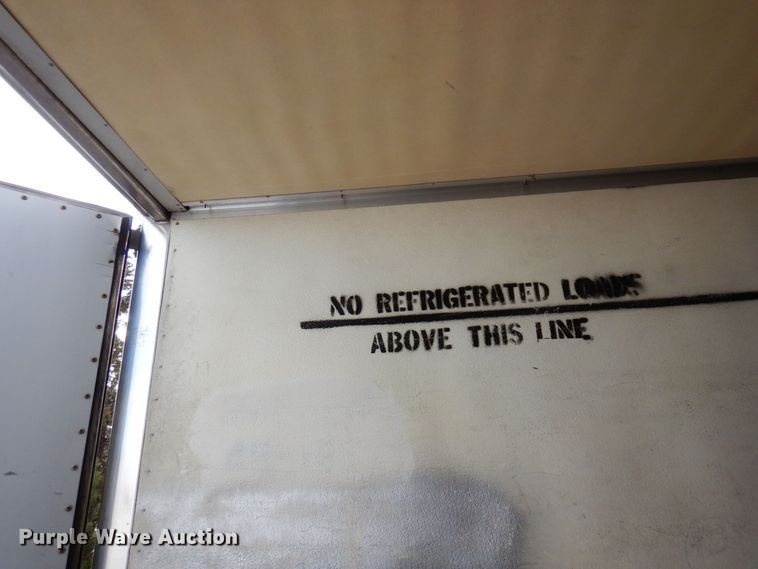 NO REFRIGERATED LOADS
ABOVE THIS LINE
Purple Wave Auction